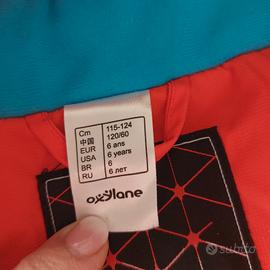 Cm 115-124
中国 120/60
EUR 6 ans
USA 6 years
BR 6
RU 6 лет
oxylane
subito